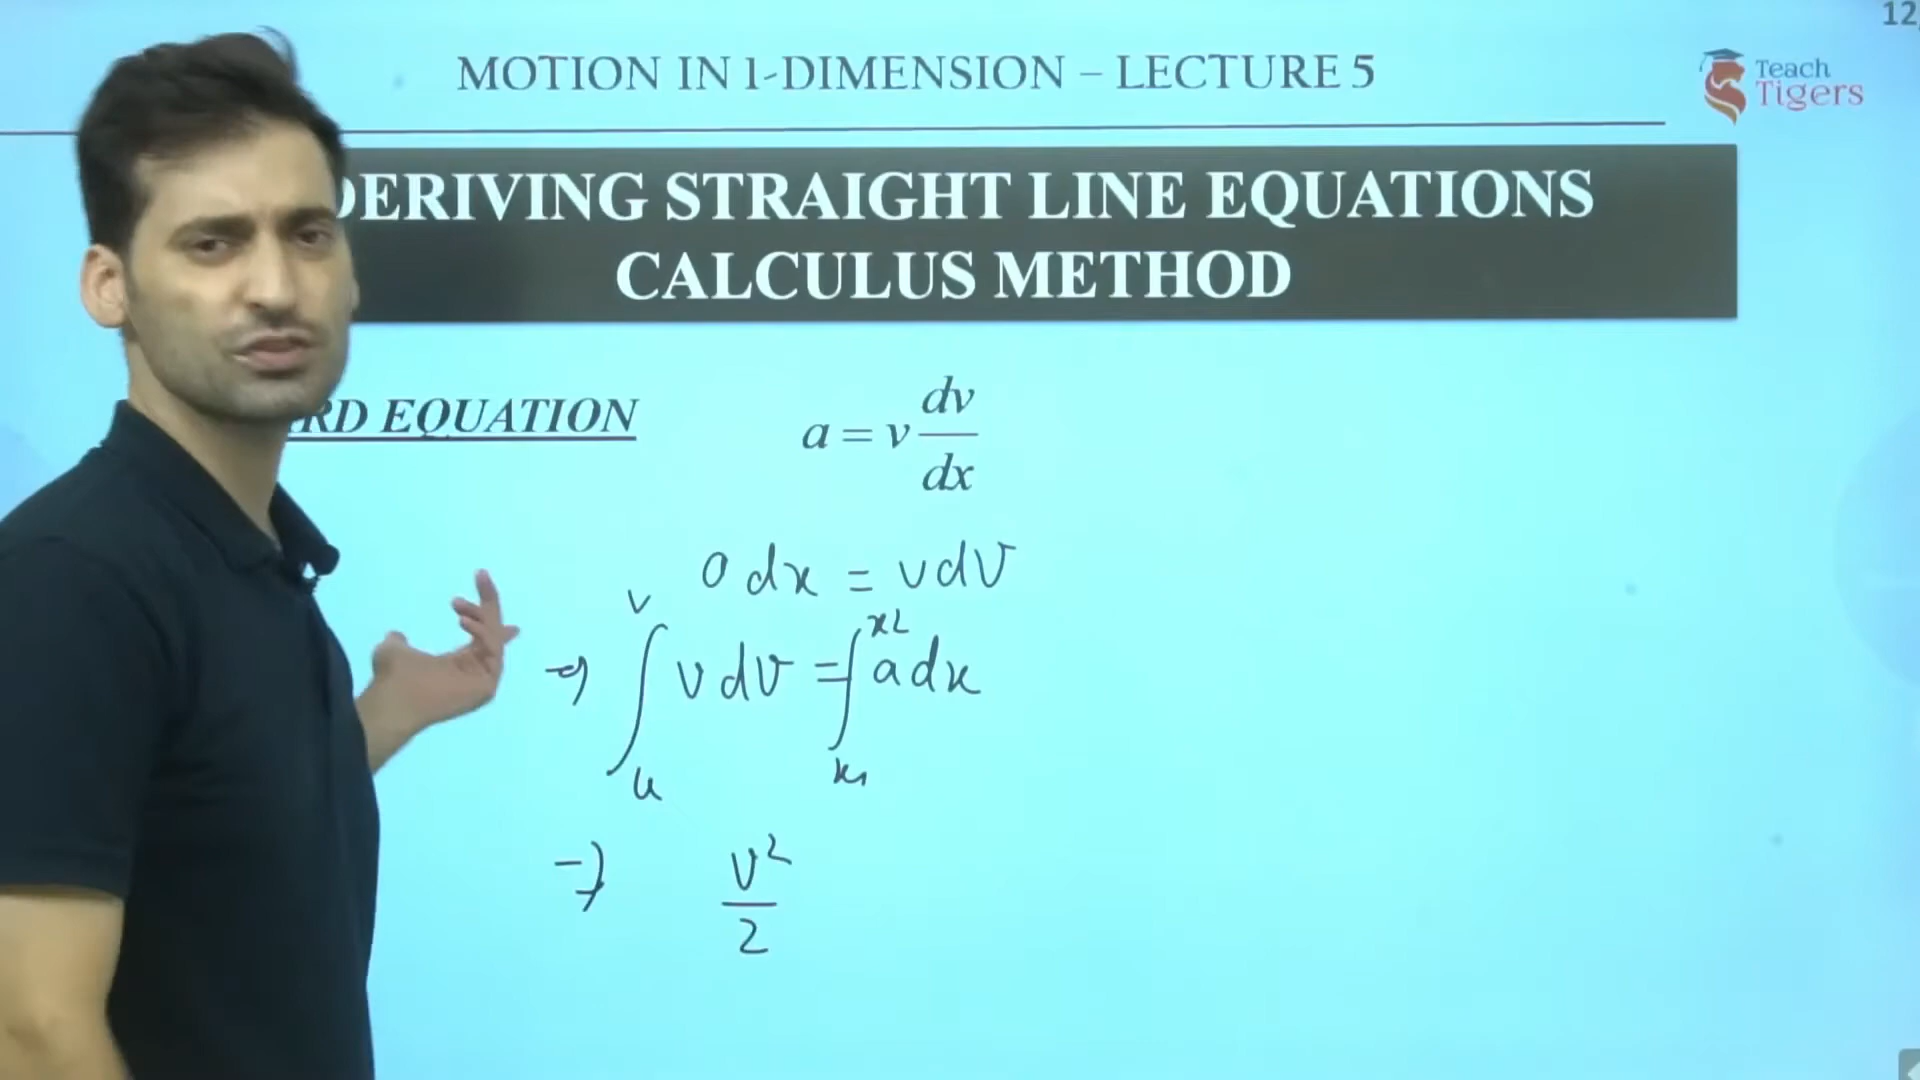 12
MOTION IN 1-DIMENSION – LECTURE 5
Teach
Tigers
DERIVING STRAIGHT LINE EQUATIONS
CALCULUS METHOD
RD EQUATION
a = v dv/dx
a dx = v dv
⇒ ∫_u^v v dv = ∫_{x1}^{x2} a dx
⇒ v²/2